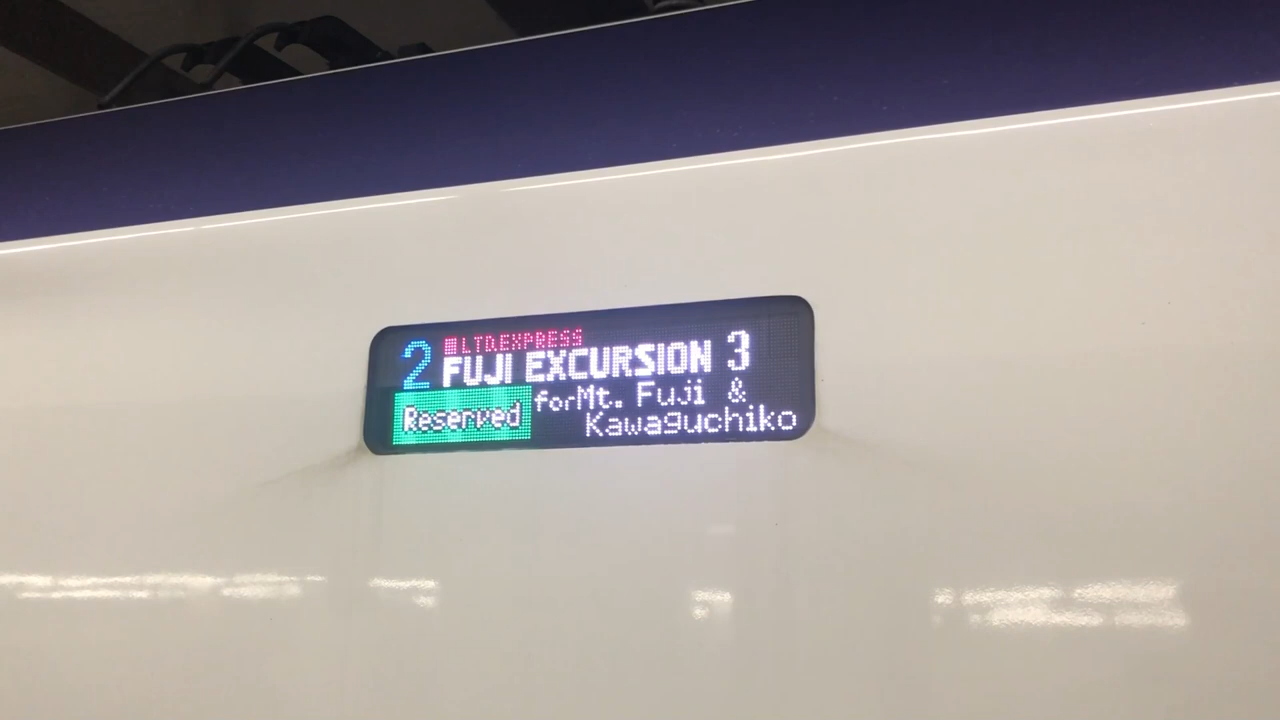 2 LTD.EXPRESS
FUJI EXCURSION 3
Reserved for Mt. Fuji &
Kawaguchiko